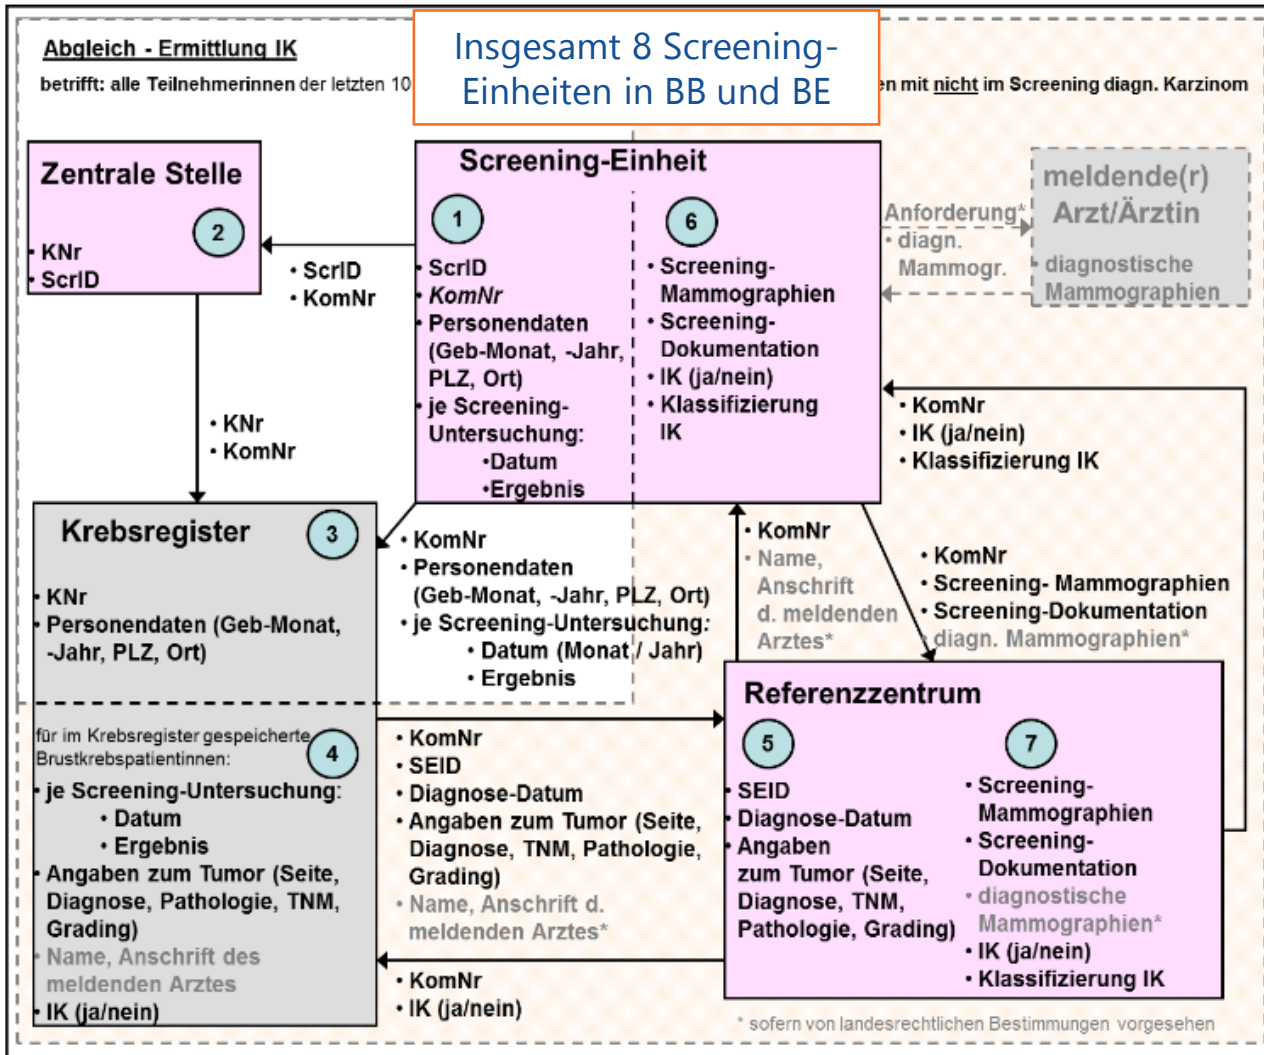 Abgleich - Ermittlung IK
Insgesamt 8 Screening-
Einheiten in BB und BE
betrifft: alle Teilnehmerinnen der letzten 10
en mit nicht im Screening diagn. Karzinom
Zentrale Stelle
2
• KNr
• ScrID
• ScrID
• KomNr
• KNr
• KomNr
Screening-Einheit
1
• ScrID
• KomNr
• Personendaten
(Geb-Monat, -Jahr,
PLZ, Ort)
• je Screening-
Untersuchung:
•Datum
•Ergebnis
6
• Screening-
Mammographien
• Screening-
Dokumentation
• IK (ja/nein)
• Klassifizierung
IK
Anforderung*
• diagn.
Mammogr.
meldende(r)
Arzt/Ärztin
• diagnostische
Mammographien
• KomNr
• IK (ja/nein)
• Klassifizierung IK
Krebsregister
3
• KNr
• Personendaten (Geb-Monat,
-Jahr, PLZ, Ort)
• KomNr
• Personendaten
(Geb-Monat, -Jahr, PLZ, Ort)
• je Screening-Untersuchung:
• Datum (Monat / Jahr)
• Ergebnis
• KomNr
• Name,
Anschrift
d. meldenden
Arztes*
• KomNr
• Screening- Mammographien
• Screening-Dokumentation
• diagn. Mammographien*
für im Krebsregister gespeicherte
Brustkrebspatientinnen:
4
• je Screening-Untersuchung:
• Datum
• Ergebnis
• Angaben zum Tumor (Seite,
Diagnose, Pathologie, TNM,
Grading)
• Name, Anschrift des
meldenden Arztes
• IK (ja/nein)
• KomNr
• SEID
• Diagnose-Datum
• Angaben zum Tumor (Seite,
Diagnose, TNM, Pathologie,
Grading)
• Name, Anschrift d.
meldenden Arztes*
• KomNr
• IK (ja/nein)
Referenzzentrum
5
• SEID
• Diagnose-Datum
• Angaben
zum Tumor (Seite,
Diagnose, TNM,
Pathologie, Grading)
7
• Screening-
Mammographien
• Screening-
Dokumentation
• diagnostische
Mammographien*
• IK (ja/nein)
• Klassifizierung IK
* sofern von landesrechtlichen Bestimmungen vorgesehen